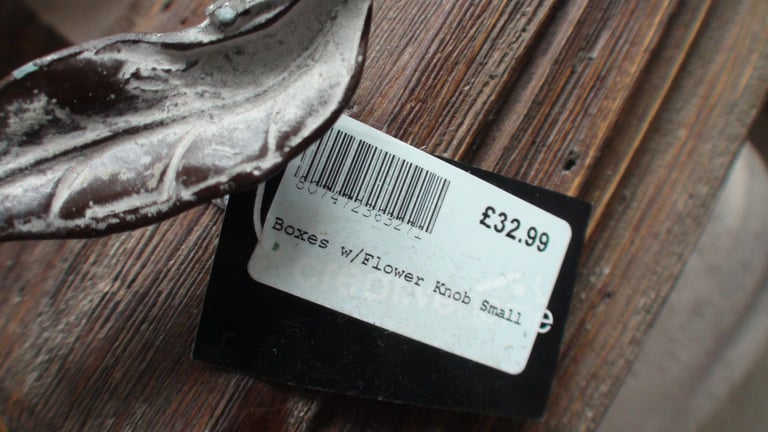 £32.99
Boxes w/Flower Knob Small
e